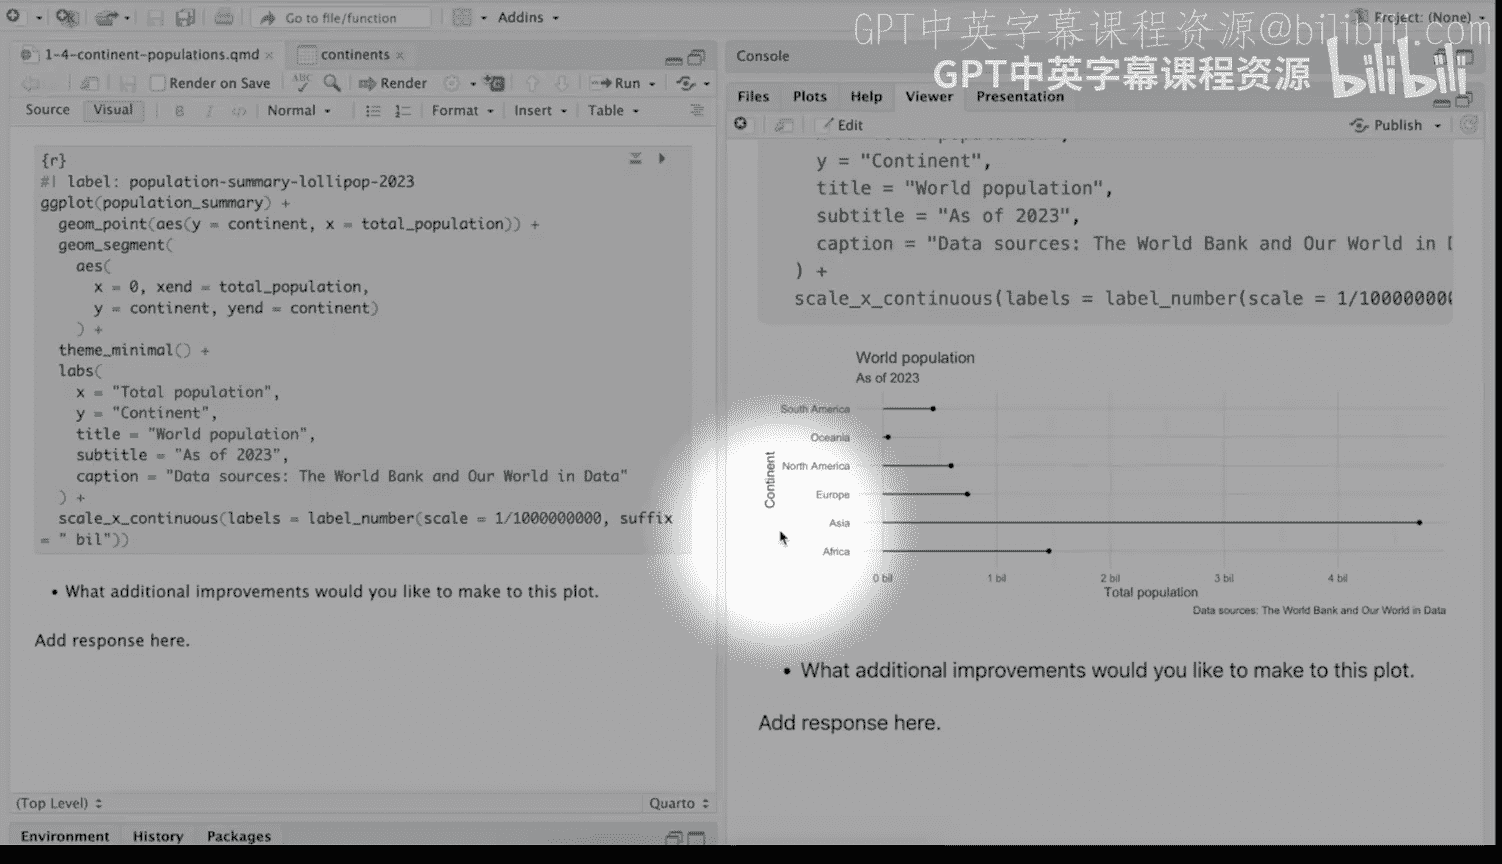 Go to file/function
Addins
Project: (None)
GPT中英字幕课程资源@bilibili.com
GPT中英字幕课程资源 bilibili
1-4-continent-populations.qmd
continents
Render on Save
ABC
Render
Run
Source
Visual
B
I
</>
Normal
Format
Insert
Table
{r}
#| label: population-summary-lollipop-2023
ggplot(population_summary) +
geom_point(aes(y = continent, x = total_population)) +
geom_segment(
aes(
x = 0, xend = total_population,
y = continent, yend = continent)
) +
theme_minimal() +
labs(
x = "Total population",
y = "Continent",
title = "World population",
subtitle = "As of 2023",
caption = "Data sources: The World Bank and Our World in Data"
) +
scale_x_continuous(labels = label_number(scale = 1/1000000000, suffix
= " bil"))
• What additional improvements would you like to make to this plot.
Add response here.
(Top Level)
Quarto
Environment
History
Packages
Console
Files
Plots
Help
Viewer
Presentation
Edit
Publish
y = "Continent",
title = "World population",
subtitle = "As of 2023",
caption = "Data sources: The World Bank and Our World in
) +
scale_x_continuous(labels = label_number(scale = 1/100000000
World population
As of 2023
Continent
South America
Oceania
North America
Europe
Asia
Africa
0 bil
1 bil
2 bil
3 bil
4 bil
Total population
Data sources: The World Bank and Our World in Data
• What additional improvements would you like to make to this plot.
Add response here.